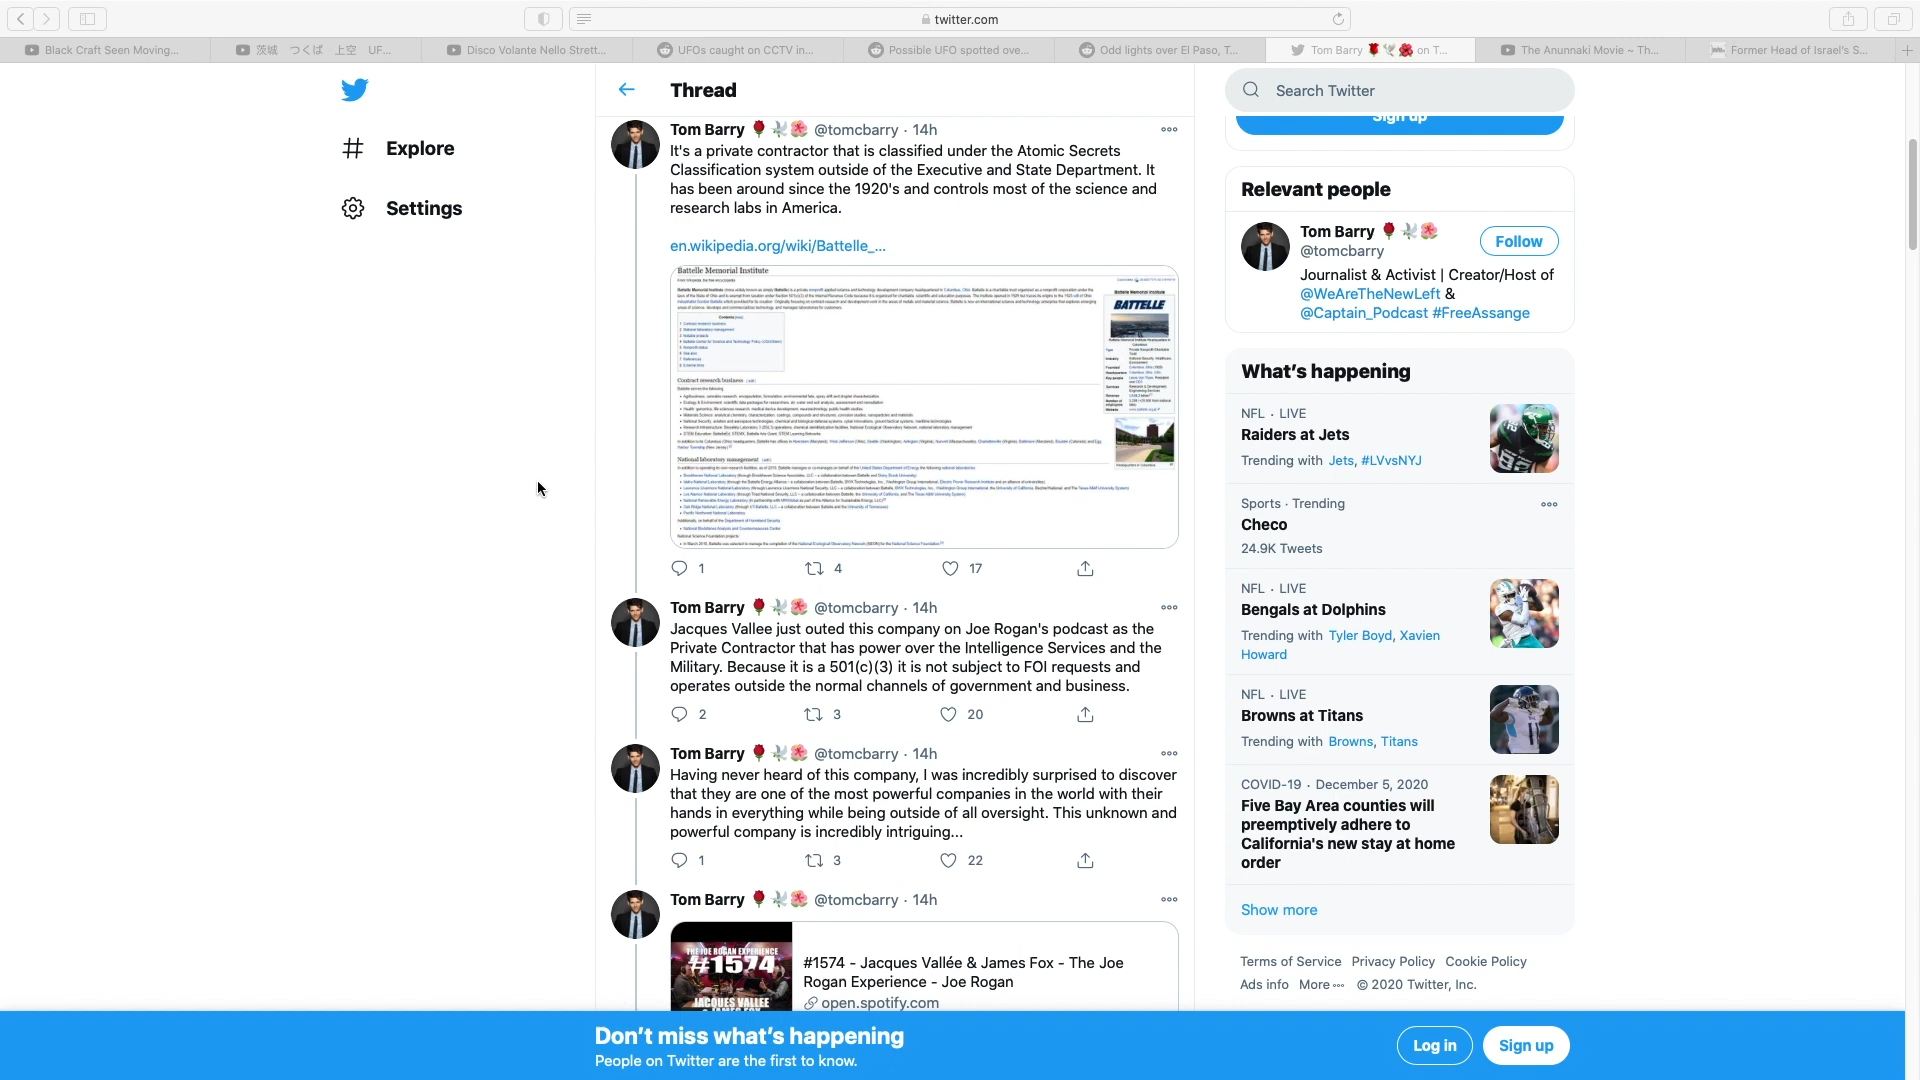 twitter.com
Black Craft Seen Moving...
茨城 つくば 上空 UF...
Disco Volante Nello Strett...
UFOs caught on CCTV in...
Possible UFO spotted ove...
Odd lights over El Paso, T...
Tom Barry 🌹🕊🌺 on T...
The Anunnaki Movie ~ Th...
Former Head of Israel's S...
Explore
Settings
Thread
Tom Barry 🌹🕊🌺 @tomcbarry · 14h
It's a private contractor that is classified under the Atomic Secrets
Classification system outside of the Executive and State Department. It
has been around since the 1920's and controls most of the science and
research labs in America.
en.wikipedia.org/wiki/Battelle_...
Battelle Memorial Institute
Battelle Memorial Institute
BATTELLE
Contract research business
National laboratory management
1
4
17
Tom Barry 🌹🕊🌺 @tomcbarry · 14h
Jacques Vallee just outed this company on Joe Rogan's podcast as the
Private Contractor that has power over the Intelligence Services and the
Military. Because it is a 501(c)(3) it is not subject to FOI requests and
operates outside the normal channels of government and business.
2
3
20
Tom Barry 🌹🕊🌺 @tomcbarry · 14h
Having never heard of this company, I was incredibly surprised to discover
that they are one of the most powerful companies in the world with their
hands in everything while being outside of all oversight. This unknown and
powerful company is incredibly intriguing...
1
3
22
Tom Barry 🌹🕊🌺 @tomcbarry · 14h
THE JOE ROGAN EXPERIENCE
#1574
JACQUES VALLEE
#1574 - Jacques Vallée & James Fox - The Joe
Rogan Experience - Joe Rogan
open.spotify.com
Search Twitter
Sign up
Relevant people
Tom Barry 🌹🕊🌺
@tomcbarry
Follow
Journalist & Activist | Creator/Host of
@WeAreTheNewLeft &
@Captain_Podcast #FreeAssange
What's happening
NFL · LIVE
Raiders at Jets
Trending with Jets, #LVvsNYJ
Sports · Trending
Checo
24.9K Tweets
NFL · LIVE
Bengals at Dolphins
Trending with Tyler Boyd, Xavien
Howard
NFL · LIVE
Browns at Titans
Trending with Browns, Titans
COVID-19 · December 5, 2020
Five Bay Area counties will
preemptively adhere to
California's new stay at home
order
Show more
Terms of Service Privacy Policy Cookie Policy
Ads info More ··· © 2020 Twitter, Inc.
Don't miss what's happening
People on Twitter are the first to know.
Log in
Sign up